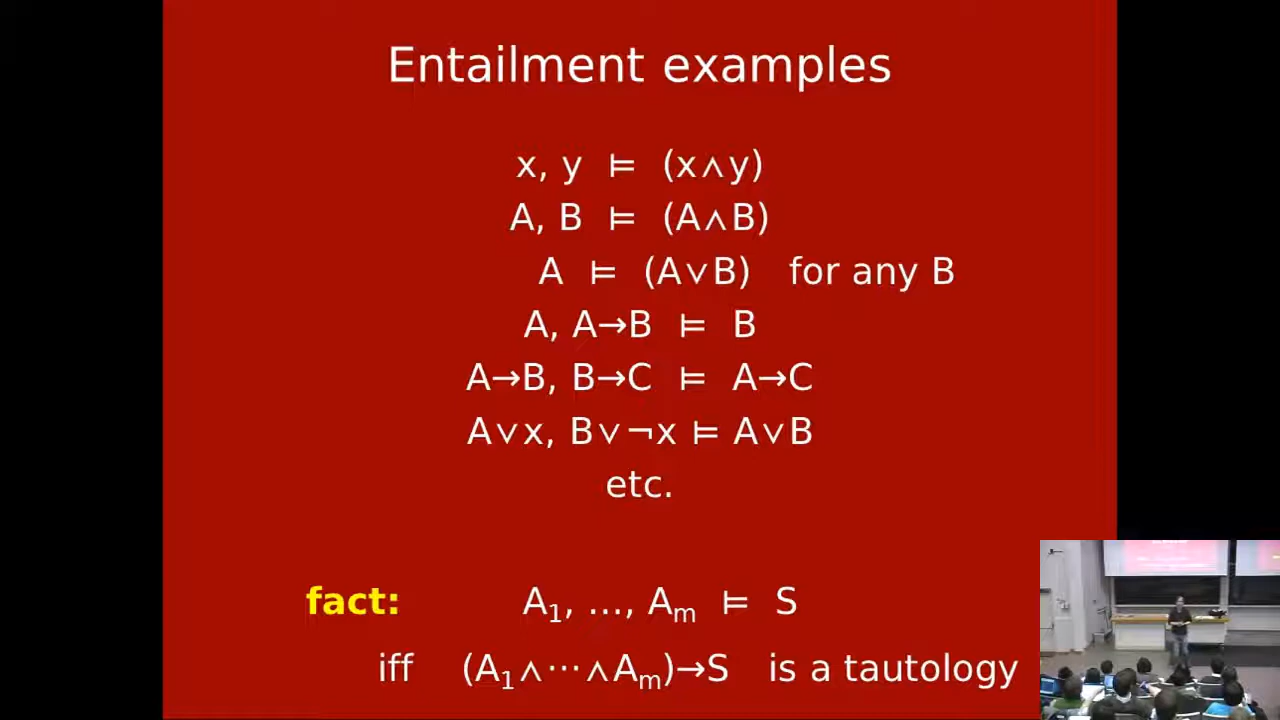 Entailment examples
x, y ⊨ (x∧y)
A, B ⊨ (A∧B)
A ⊨ (A∨B) for any B
A, A→B ⊨ B
A→B, B→C ⊨ A→C
A∨x, B∨¬x ⊨ A∨B
etc.
fact: A₁, ..., Aₘ ⊨ S
iff (A₁∧⋯∧Aₘ)→S is a tautology